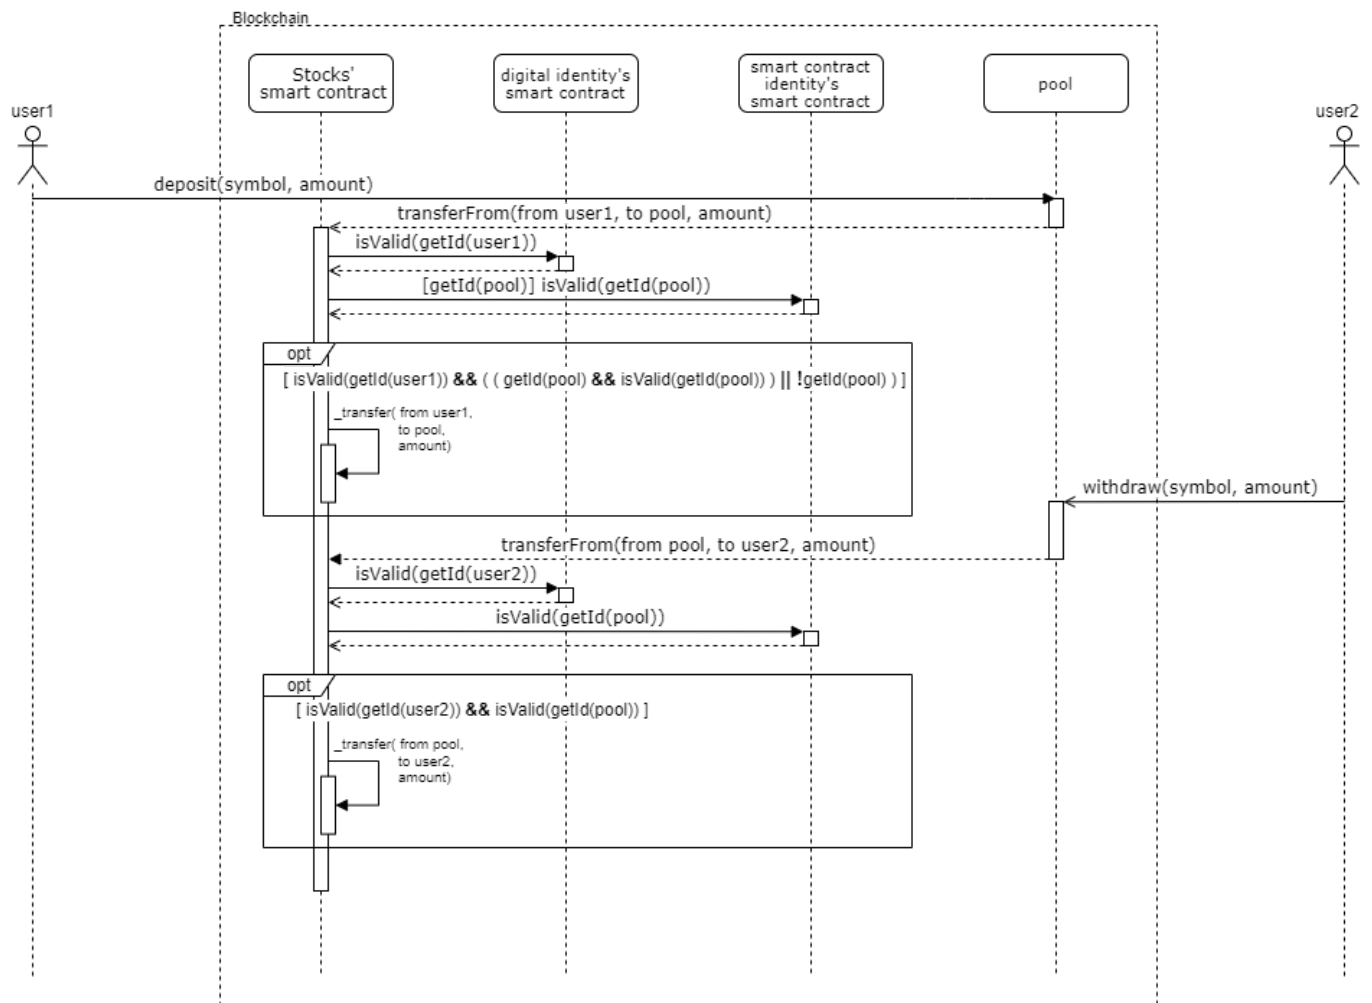 Blockchain
Stocks'
smart contract
digital identity's
smart contract
smart contract
identity's
smart contract
pool
user1
user2
deposit(symbol, amount)
transferFrom(from user1, to pool, amount)
isValid(getId(user1))
[getId(pool)] isValid(getId(pool))
opt
[ isValid(getId(user1)) && ( ( getId(pool) && isValid(getId(pool)) ) || !getId(pool) ) ]
_transfer( from user1,
to pool,
amount)
withdraw(symbol, amount)
transferFrom(from pool, to user2, amount)
isValid(getId(user2))
isValid(getId(pool))
opt
[ isValid(getId(user2)) && isValid(getId(pool)) ]
_transfer( from pool,
to user2,
amount)